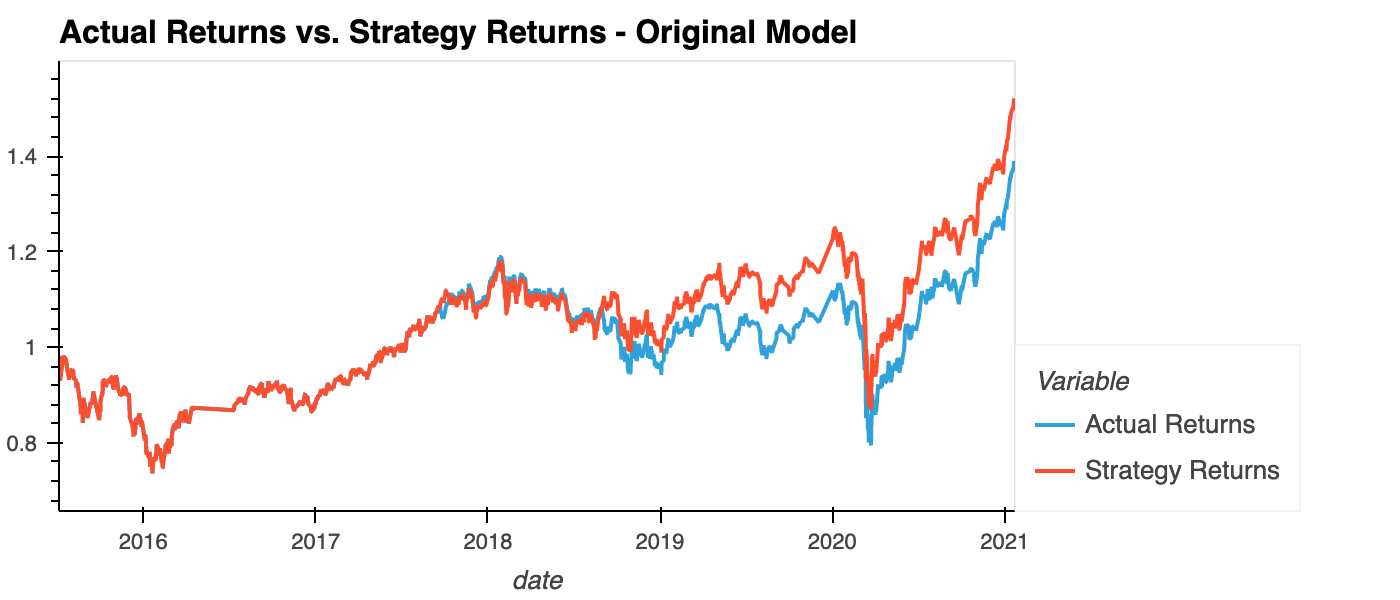 Actual Returns vs. Strategy Returns - Original Model
1.4
1.2
1
0.8
2016 2017 2018 2019 2020 2021
date
Variable
Actual Returns
Strategy Returns